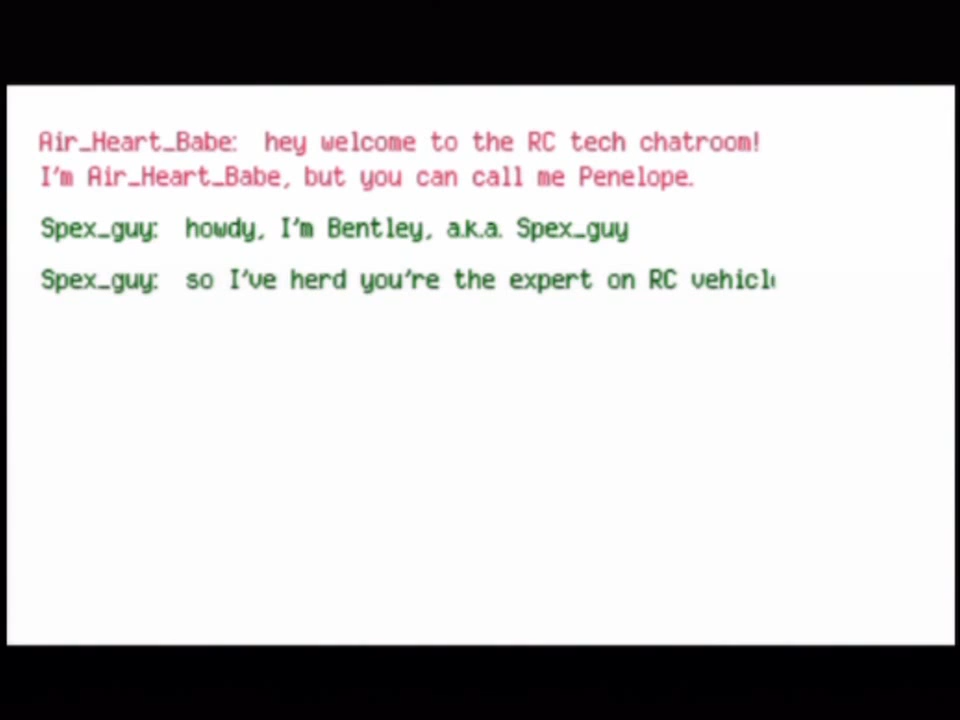 Air_Heart_Babe: hey welcome to the RC tech chatroom!
I'm Air_Heart_Babe, but you can call me Penelope.
Spex_guy: howdy, I'm Bentley, a.k.a. Spex_guy
Spex_guy: so I've herd you're the expert on RC vehicl